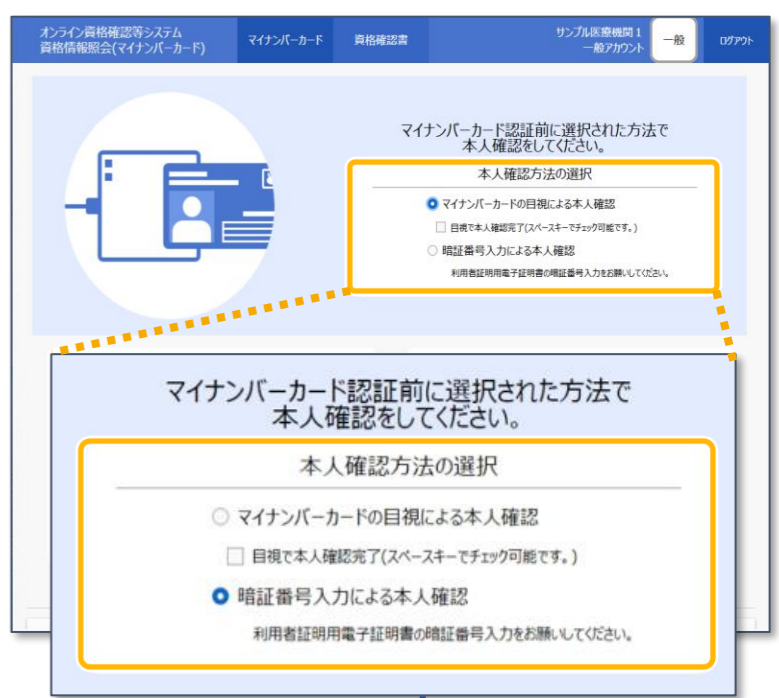 オンライン資格確認等システム
資格情報照会(マイナンバーカード)
マイナンバーカード
資格確認書
サンプル医療機関1
一般アカウント
一般
ログアウト
マイナンバーカード認証前に選択された方法で
本人確認をしてください。
本人確認方法の選択
マイナンバーカードの目視による本人確認
目視で本人確認完了(スペースキーでチェック可能です。)
暗証番号入力による本人確認
利用者証明用電子証明書の暗証番号入力をお願いしてください。
マイナンバーカード認証前に選択された方法で
本人確認をしてください。
本人確認方法の選択
マイナンバーカードの目視による本人確認
目視で本人確認完了(スペースキーでチェック可能です。)
暗証番号入力による本人確認
利用者証明用電子証明書の暗証番号入力をお願いしてください。